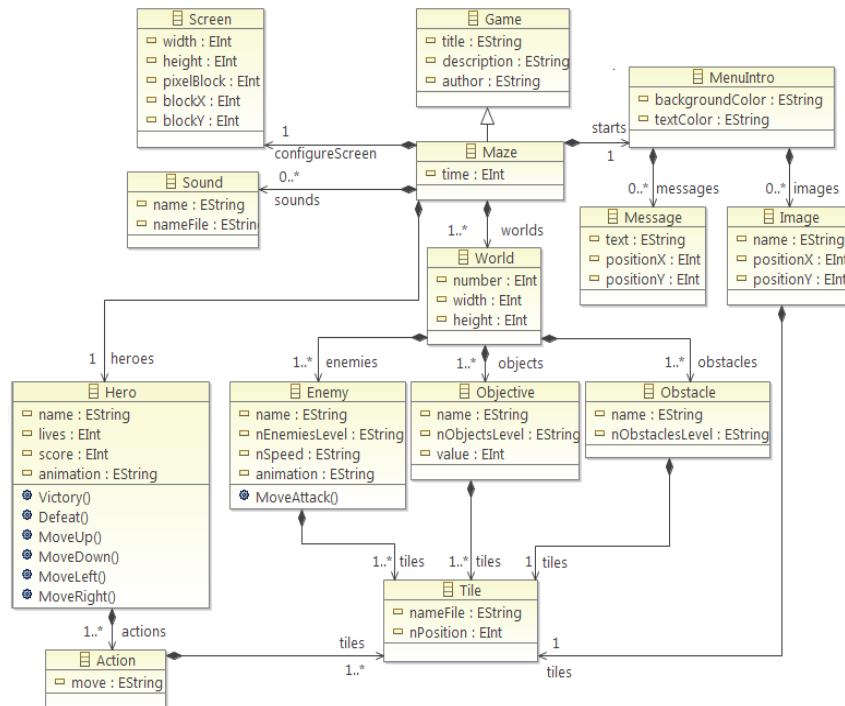 Screen
width : EInt
height : EInt
pixelBlock : EInt
blockX : EInt
blockY : EInt
Game
title : EString
description : EString
author : EString
MenuIntro
backgroundColor : EString
textColor : EString
1
configureScreen
starts
1
Maze
time : EInt
0..*
sounds
Sound
name : EString
nameFile : EString
0..* messages
0..* images
Message
text : EString
positionX : EInt
positionY : EInt
Image
name : EString
positionX : EInt
positionY : EInt
1..* worlds
World
number : EInt
width : EInt
height : EInt
1 heroes
1..* enemies
1..* objects
1..* obstacles
Hero
name : EString
lives : EInt
score : EInt
animation : EString
Victory()
Defeat()
MoveUp()
MoveDown()
MoveLeft()
MoveRight()
Enemy
name : EString
nEnemiesLevel : EString
nSpeed : EString
animation : EString
MoveAttack()
Objective
name : EString
nObjectsLevel : EString
value : EInt
Obstacle
name : EString
nObstaclesLevel : EString
1..* tiles
1..* tiles
1 tiles
Tile
nameFile : EString
nPosition : EInt
1..* actions
Action
move : EString
tiles
1..*
1
tiles